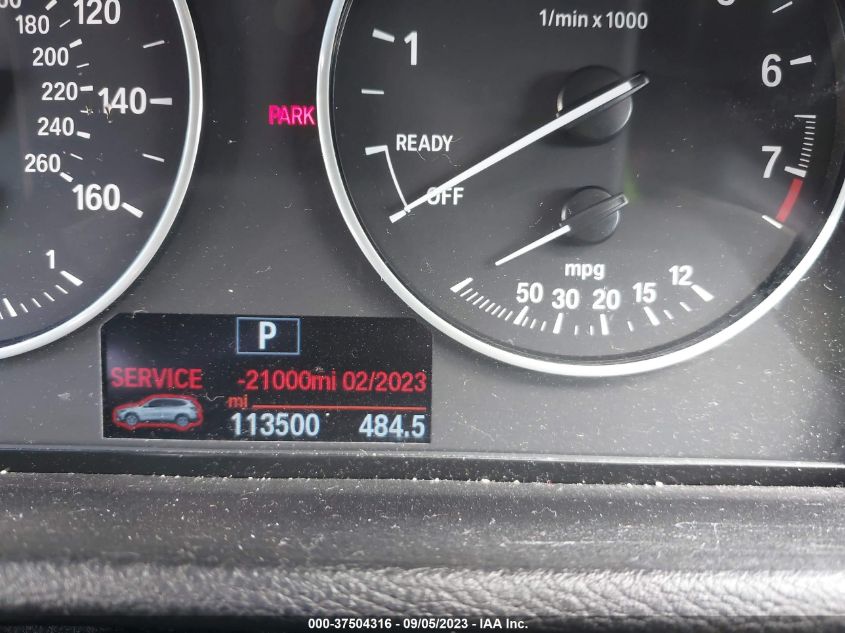 120
180
200
220
140
240
260
160
1
PARK
1/min x 1000
1
6
READY
7
OFF
mpg
50 30 20 15 12
P
SERVICE -21000mi 02/2023
mi
113500 484.5
000-37504316 - 09/05/2023 - IAA Inc.